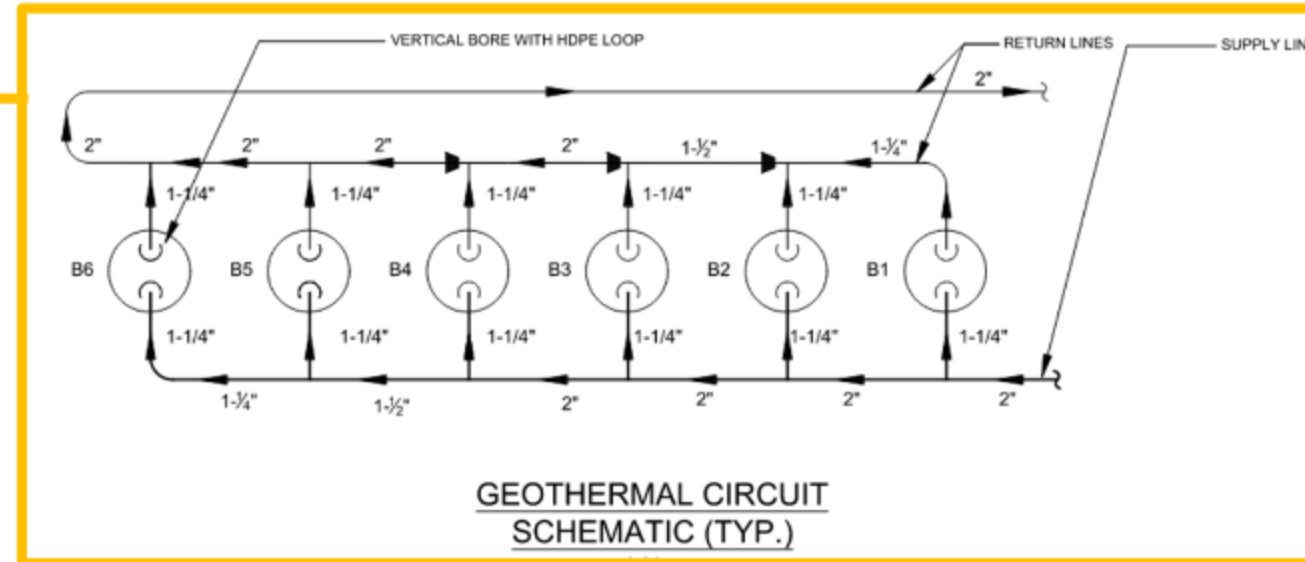 VERTICAL BORE WITH HDPE LOOP
RETURN LINES
SUPPLY LIN
2"
2" 2" 2" 2" 1-½" 1-¼"
1-1/4" 1-1/4" 1-1/4" 1-1/4" 1-1/4"
B6 B5 B4 B3 B2 B1
1-1/4" 1-1/4" 1-1/4" 1-1/4" 1-1/4" 1-1/4"
1-¼" 1-½" 2" 2" 2" 2"
GEOTHERMAL CIRCUIT
SCHEMATIC (TYP.)